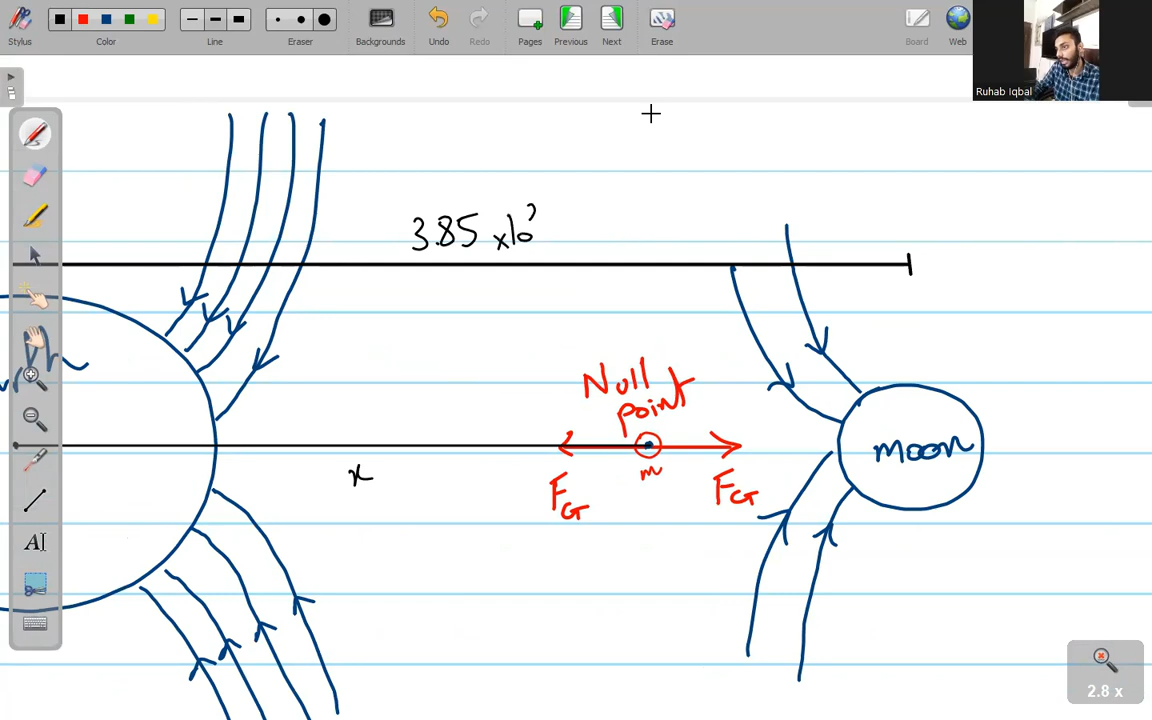 Stylus
Color
Line
Eraser
Backgrounds
Undo
Redo
Pages
Previous
Next
Erase
Board
Web
Ruhab Iqbal
3.85 x10
Null
point
m
x
FG
FG
moon
2.8 x